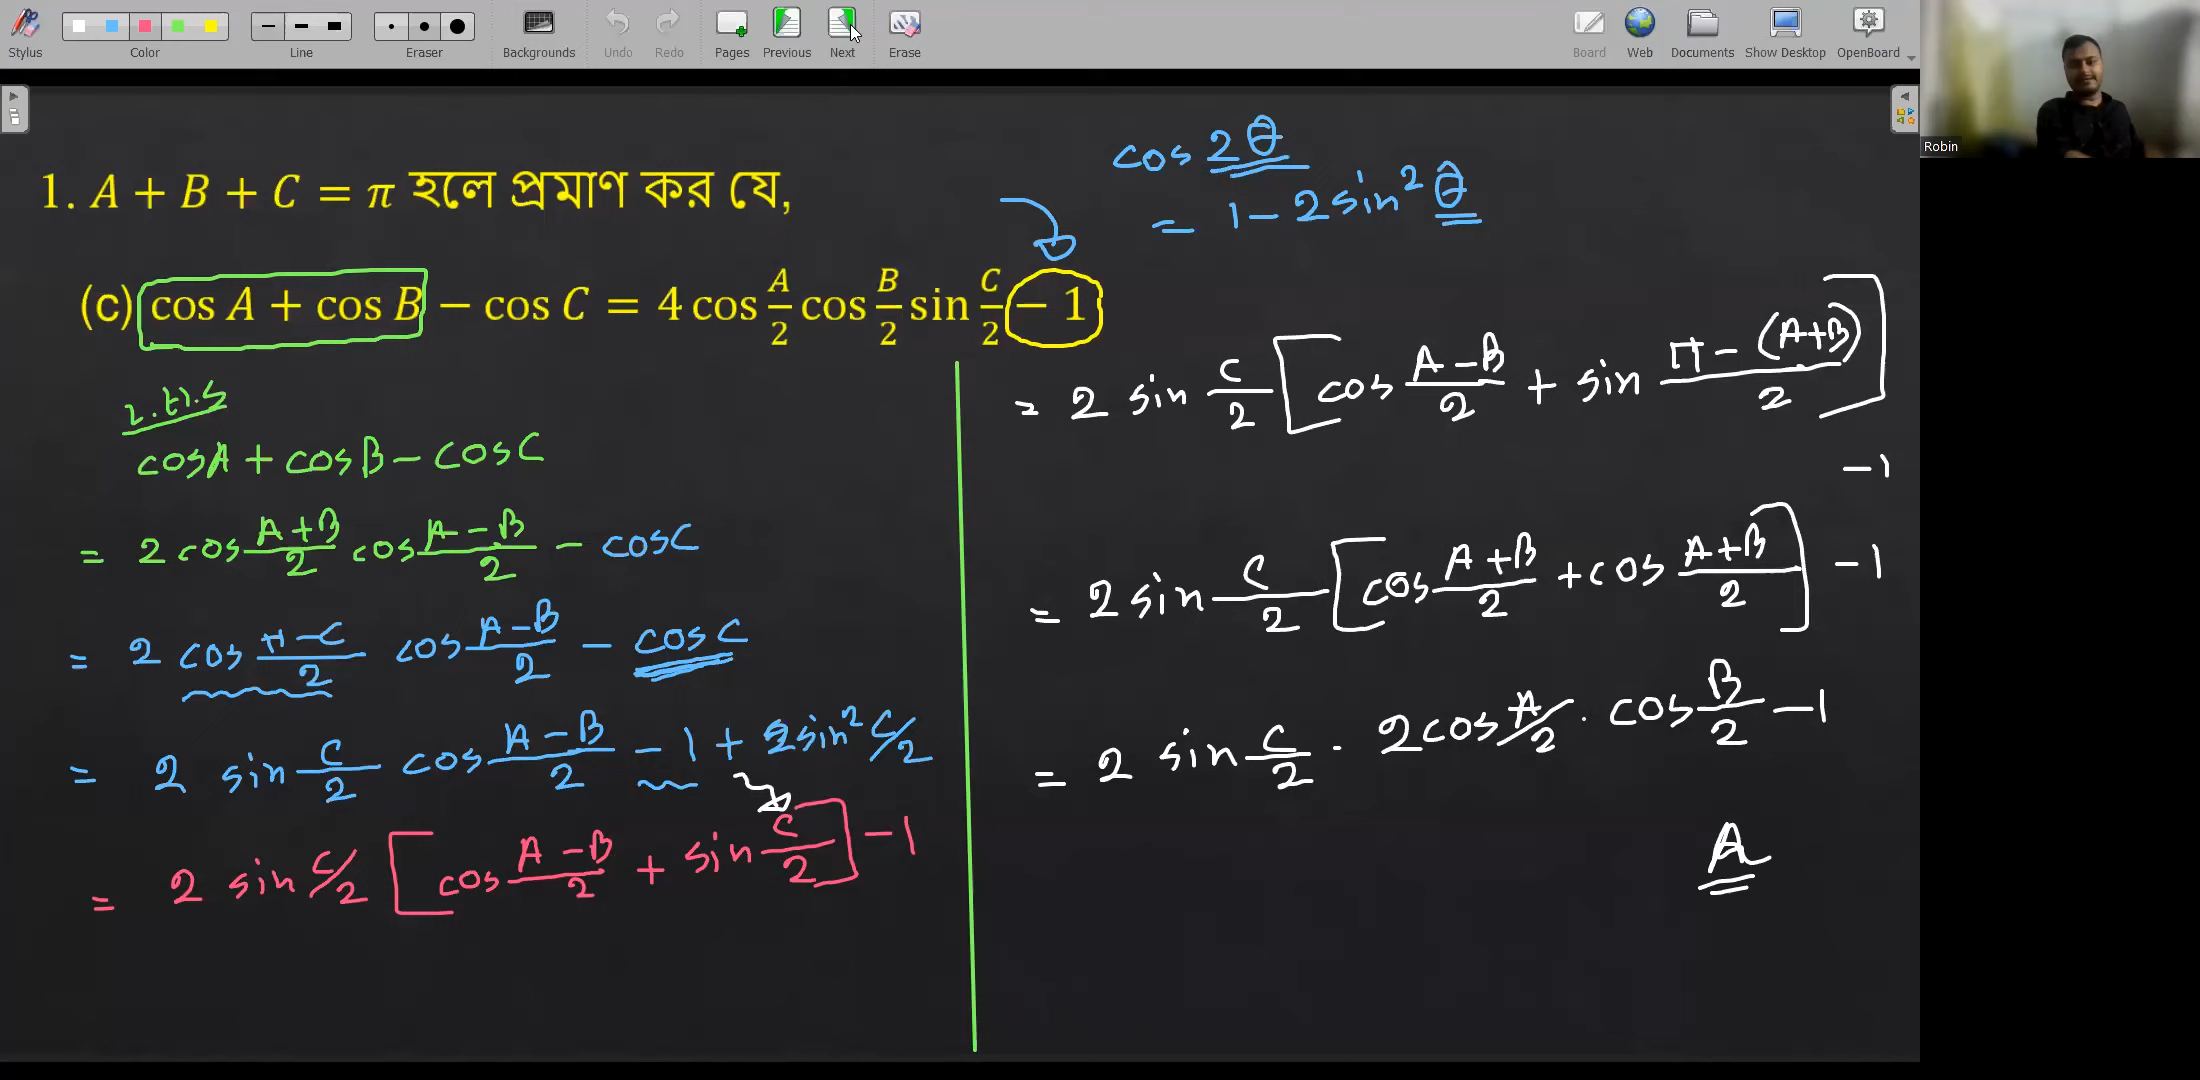 Stylus Color Line Eraser Backgrounds Undo Redo Pages Previous Next Erase Board Web Documents Show Desktop OpenBoard
Robin
1. A + B + C = π হলে প্রমাণ কর যে,
(c) cos A + cos B − cos C = 4 cos A/2 cos B/2 sin C/2 − 1
cosA + cosB − cosC
= 2 cos (A+B)/2 cos (A−B)/2 − cosC
= 2 cos (π−C)/2 cos (A−B)/2 − cosC
= 2 sin C/2 cos (A−B)/2 − 1 + 2sin² C/2
= 2 sin C/2 [cos (A−B)/2 + sin C/2] − 1
cos 2θ
= 1 − 2sin² θ
= 2 sin C/2 [cos (A−B)/2 + sin (π − (A+B))/2]
−1
= 2 sin C/2 [cos (A+B)/2 + cos (A+B)/2] − 1
= 2 sin C/2 . 2cos A/2 . cos B/2 − 1
A